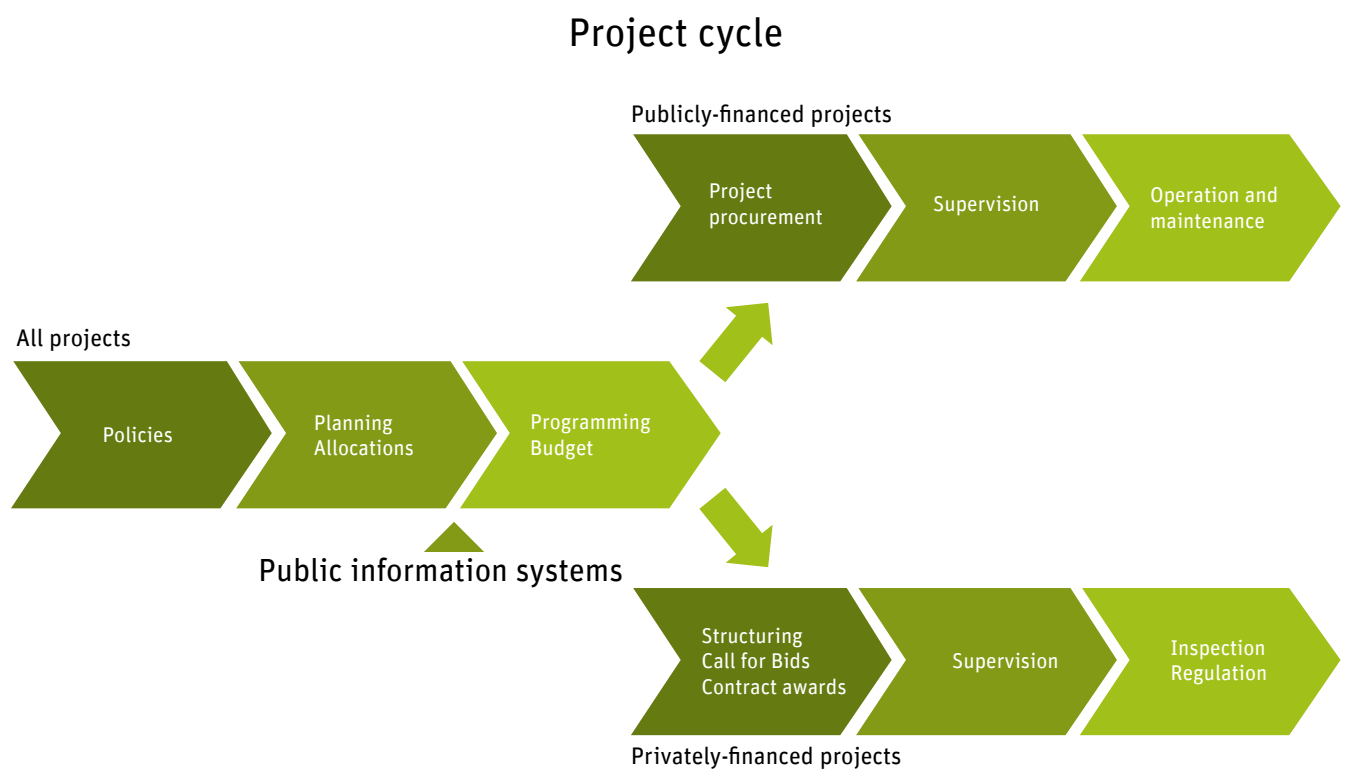 Project cycle
Publicly-financed projects
Project
procurement
Supervision
Operation and
maintenance
All projects
Policies
Planning
Allocations
Programming
Budget
Public information systems
Structuring
Call for Bids
Contract awards
Supervision
Inspection
Regulation
Privately-financed projects